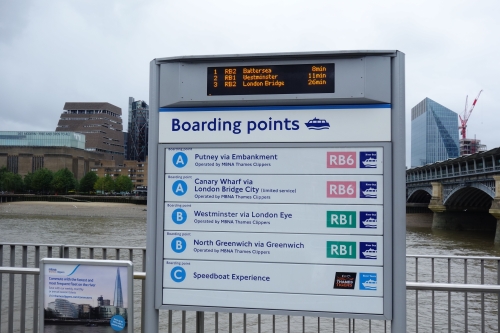 1 RB2 Battersea 8min
2 RB1 Westminster 11min
3 RB2 London Bridge 26min
Boarding points
Boarding point
A Putney via Embankment RB6
Operated by MBNA Thames Clippers
Boarding point
A Canary Wharf via
London Bridge City (limited service) RB6
Operated by MBNA Thames Clippers
Boarding point
B Westminster via London Eye RB1
Operated by MBNA Thames Clippers
Boarding point
B North Greenwich via Greenwich RB1
Operated by MBNA Thames Clippers
Boarding point
C Speedboat Experience THAMES